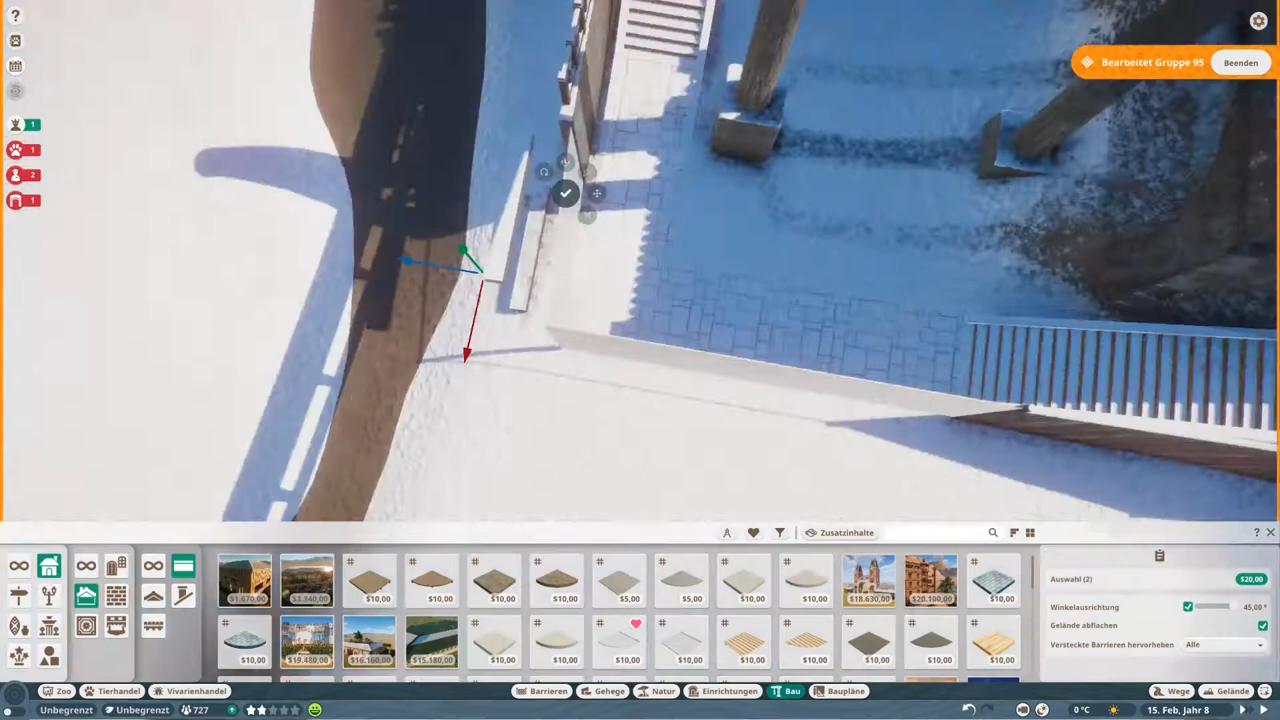 ?
Bearbeitet Gruppe 95 Beenden
1
1
2
1
Zusatzinhalte
? ×
$1.670,00 $3.340,00 $10,00 $10,00 $10,00 $10,00 $5,00 $5,00 $10,00 $10,00 $18.630,00 $20.100,00 $10,00
$10,00 $19.480,00 $16.160,00 $15.180,00 $10,00 $10,00 $10,00 $10,00 $10,00 $10,00 $10,00 $10,00 $10,00
Auswahl (2) $20,00
Winkelausrichtung 45,00°
Gelände abflachen
Versteckte Barrieren hervorheben Alle
Zoo Tierhandel Vivarienhandel Barrieren Gehege Natur Einrichtungen Bau Baupläne Wege Gelände
Unbegrenzt Unbegrenzt 727 0 °C 15. Feb, Jahr 8